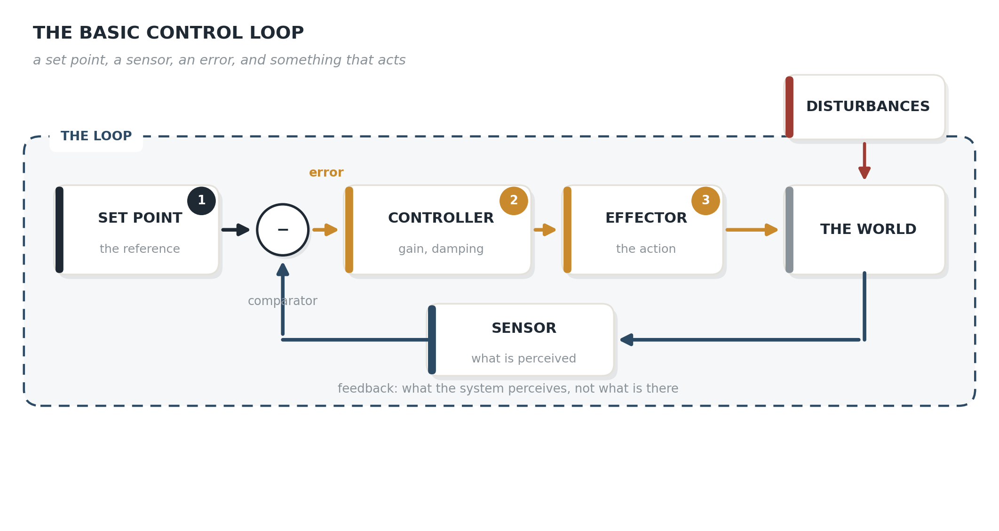 THE BASIC CONTROL LOOP
a set point, a sensor, an error, and something that acts
DISTURBANCES
THE LOOP
error
1
SET POINT
the reference
−
2
CONTROLLER
gain, damping
3
EFFECTOR
the action
THE WORLD
comparator
SENSOR
what is perceived
feedback: what the system perceives, not what is there